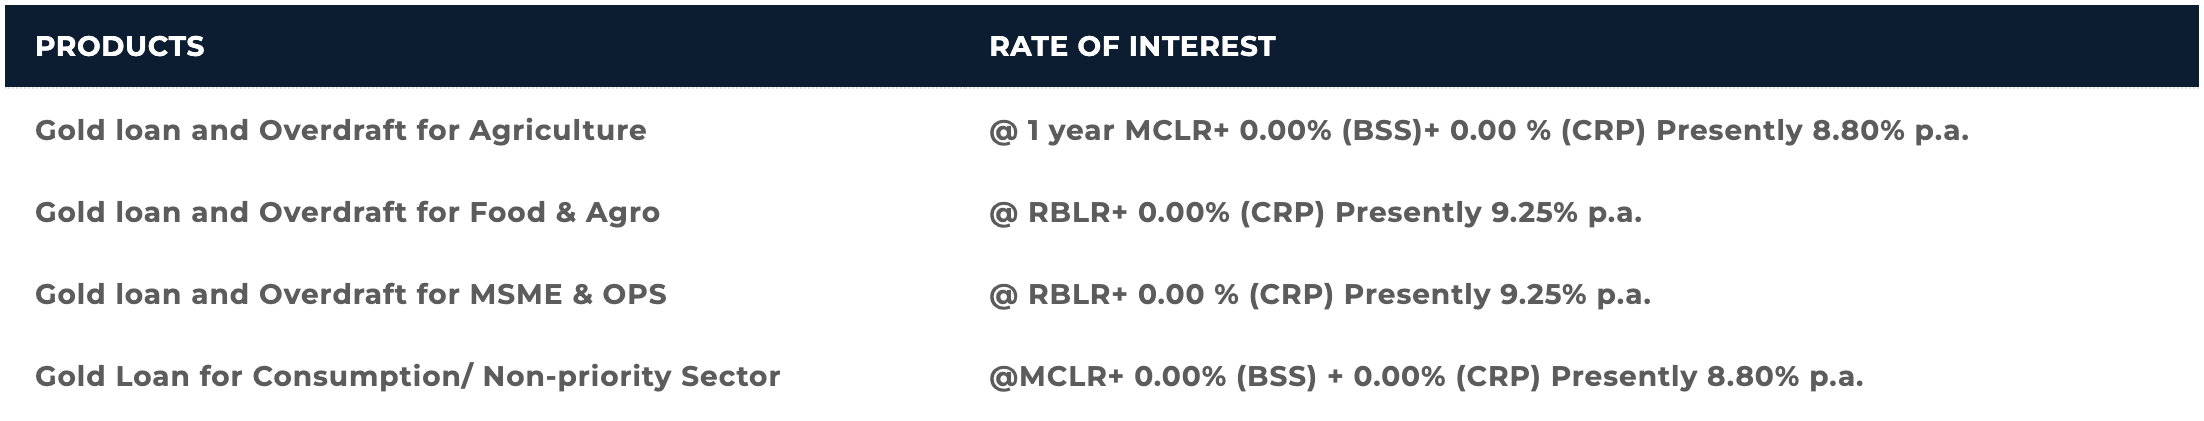 PRODUCTS RATE OF INTEREST
Gold loan and Overdraft for Agriculture @ 1 year MCLR+ 0.00% (BSS)+ 0.00 % (CRP) Presently 8.80% p.a.
Gold loan and Overdraft for Food & Agro @ RBLR+ 0.00% (CRP) Presently 9.25% p.a.
Gold loan and Overdraft for MSME & OPS @ RBLR+ 0.00 % (CRP) Presently 9.25% p.a.
Gold Loan for Consumption/ Non-priority Sector @MCLR+ 0.00% (BSS) + 0.00% (CRP) Presently 8.80% p.a.